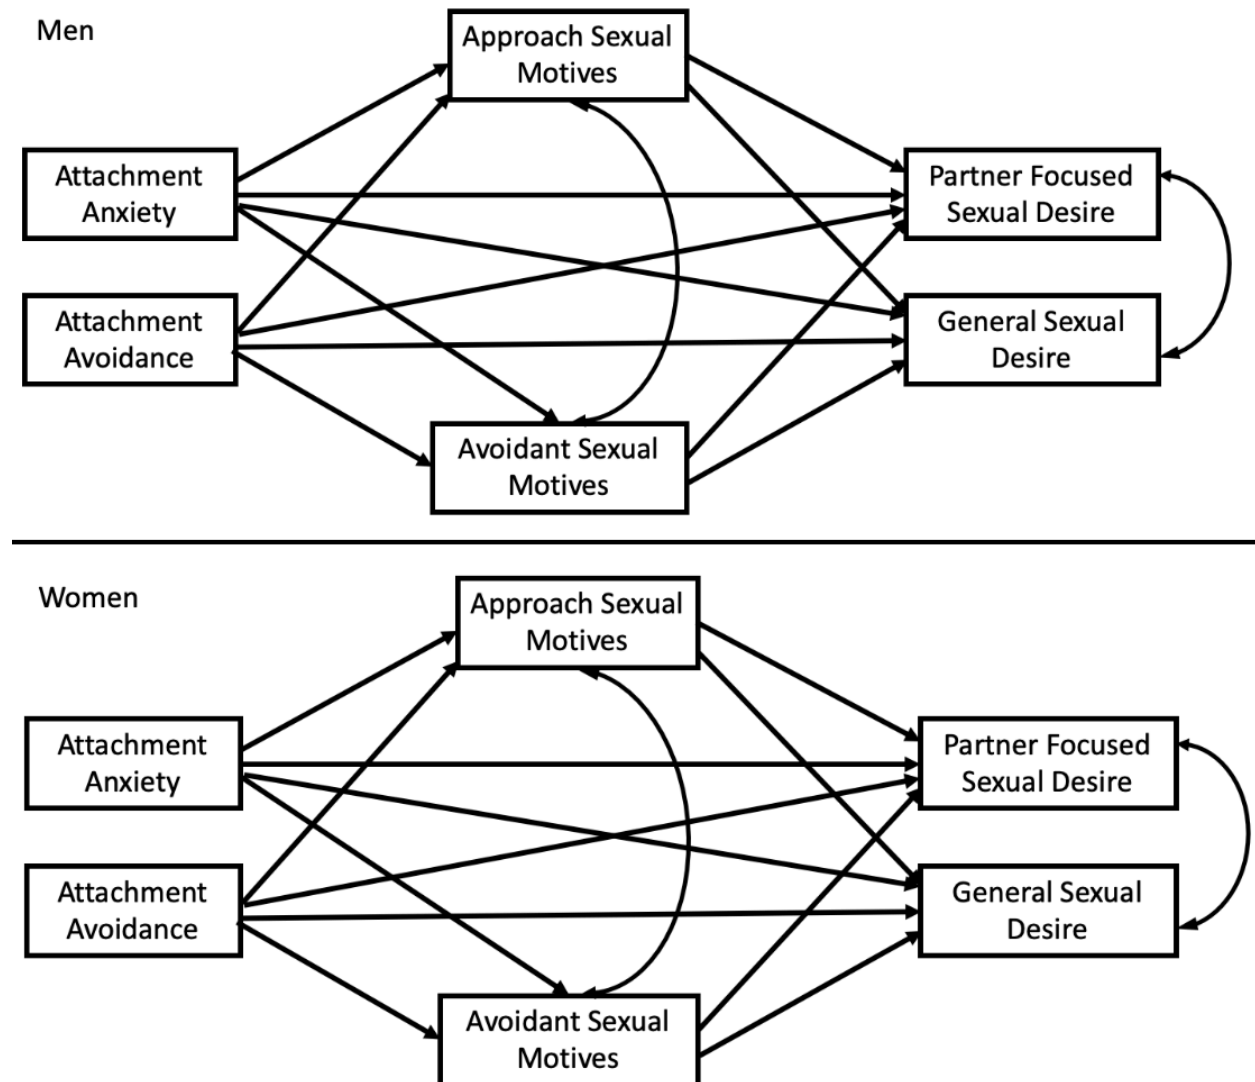 Men
Approach Sexual
Motives
Attachment
Anxiety
Partner Focused
Sexual Desire
Attachment
Avoidance
General Sexual
Desire
Avoidant Sexual
Motives
Women
Approach Sexual
Motives
Attachment
Anxiety
Partner Focused
Sexual Desire
Attachment
Avoidance
General Sexual
Desire
Avoidant Sexual
Motives